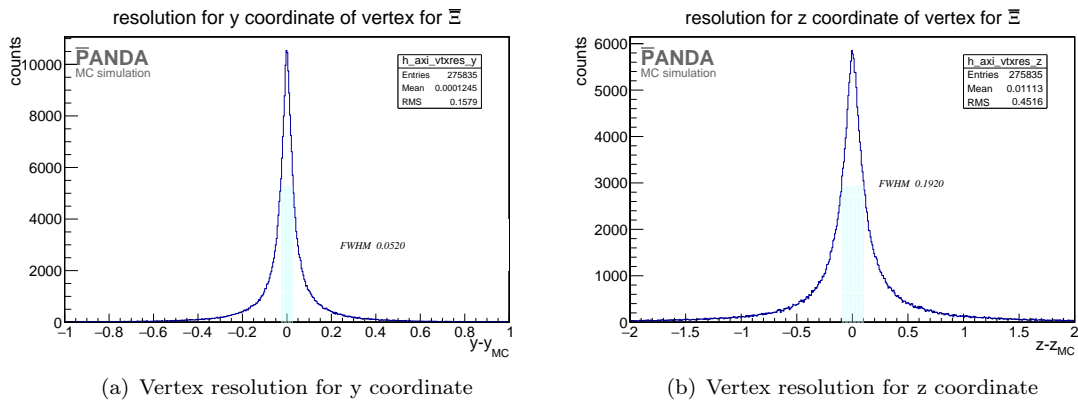 resolution for y coordinate of vertex for Ξ̅
counts
P̅ANDA
MC simulation
h_axi_vtxres_y
Entries 275835
Mean 0.0001245
RMS 0.1579
10000
8000
6000
4000
2000
0
FWHM 0.0520
−1 −0.8 −0.6 −0.4 −0.2 0 0.2 0.4 0.6 0.8 1
y-y_MC
(a) Vertex resolution for y coordinate
resolution for z coordinate of vertex for Ξ̅
counts
P̅ANDA
MC simulation
h_axi_vtxres_z
Entries 275835
Mean 0.01113
RMS 0.4516
6000
5000
4000
3000
2000
1000
0
FWHM 0.1920
−2 −1.5 −1 −0.5 0 0.5 1 1.5 2
z-z_MC
(b) Vertex resolution for z coordinate